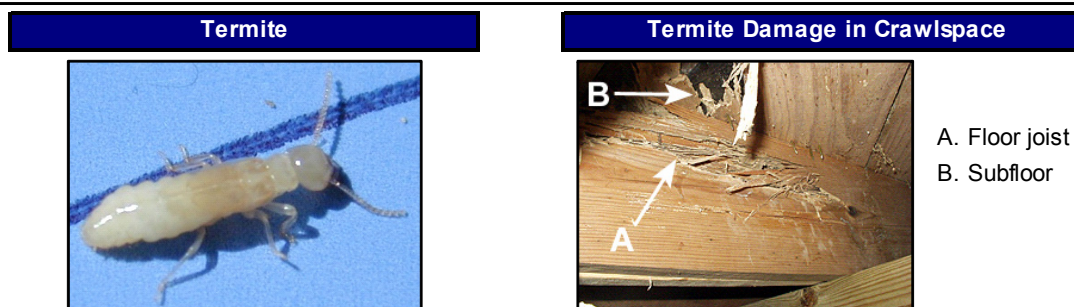 Termite
Termite Damage in Crawlspace
B
A
A. Floor joist
B. Subfloor